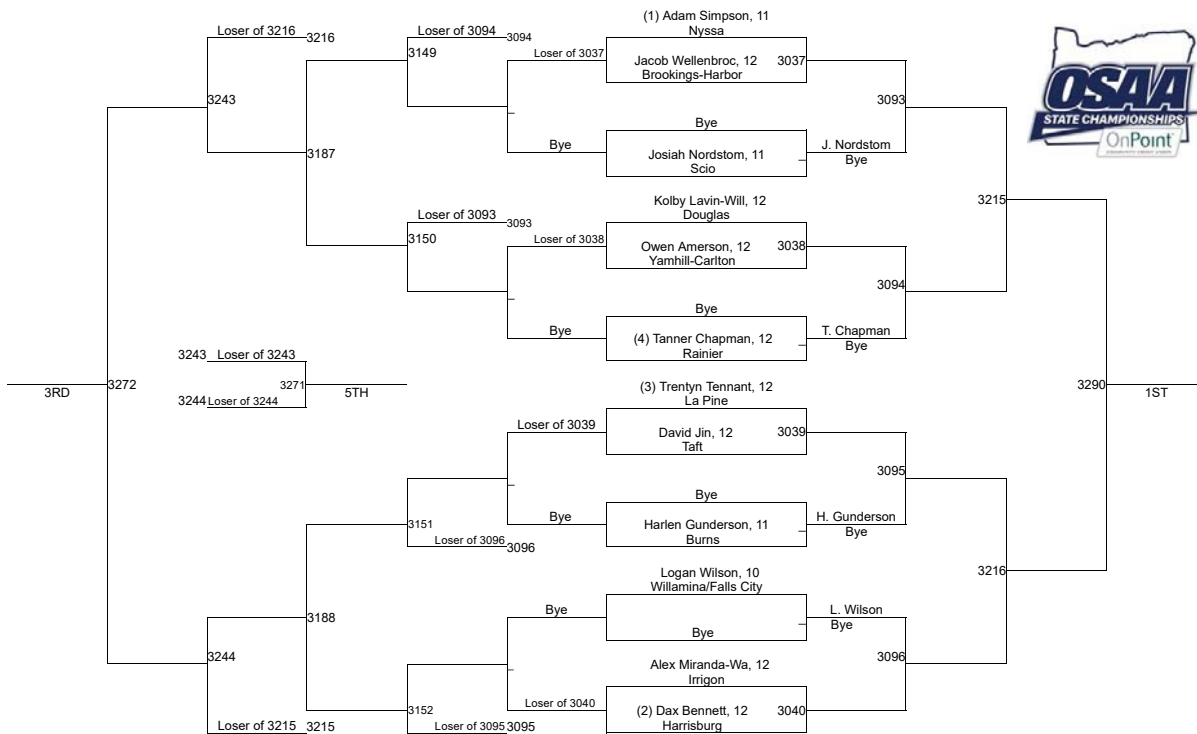 (1) Adam Simpson, 11
Nyssa
Loser of 3216 3216
Loser of 3094 3094
3149
Loser of 3037
Jacob Wellenbroc, 12 3037
Brookings-Harbor
OSAA
STATE CHAMPIONSHIPS
OnPoint
3243
3093
Bye
Bye
Josiah Nordstom, 11
Scio
J. Nordstom
Bye
3187
Kolby Lavin-Will, 12
Douglas
3215
Loser of 3093 3093
3150
Loser of 3038
Owen Amerson, 12 3038
Yamhill-Carlton
3094
Bye
Bye
(4) Tanner Chapman, 12
Rainier
T. Chapman
Bye
3243 Loser of 3243
3RD
3272
3271
5TH
3244 Loser of 3244
(3) Trentyn Tennant, 12
La Pine
3290
1ST
Loser of 3039
David Jin, 12 3039
Taft
3095
Bye
Bye
Harlen Gunderson, 11
Burns
H. Gunderson
Bye
3151
Loser of 3096 3096
Logan Wilson, 10
Willamina/Falls City
3216
Bye
Bye
L. Wilson
Bye
3188
3244
Alex Miranda-Wa, 12
Irrigon
3096
Loser of 3040
(2) Dax Bennett, 12 3040
Harrisburg
3152
Loser of 3215 3215
Loser of 3095 3095